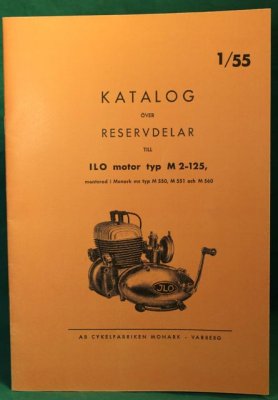 1/55
KATALOG
ÖVER
RESERVDELAR
TILL
ILO motor typ M 2-125,
monterad i Monark mc typ M 550, M 551 och M 560
JLO
AB CYKELFABRIKEN MONARK - VARBERG